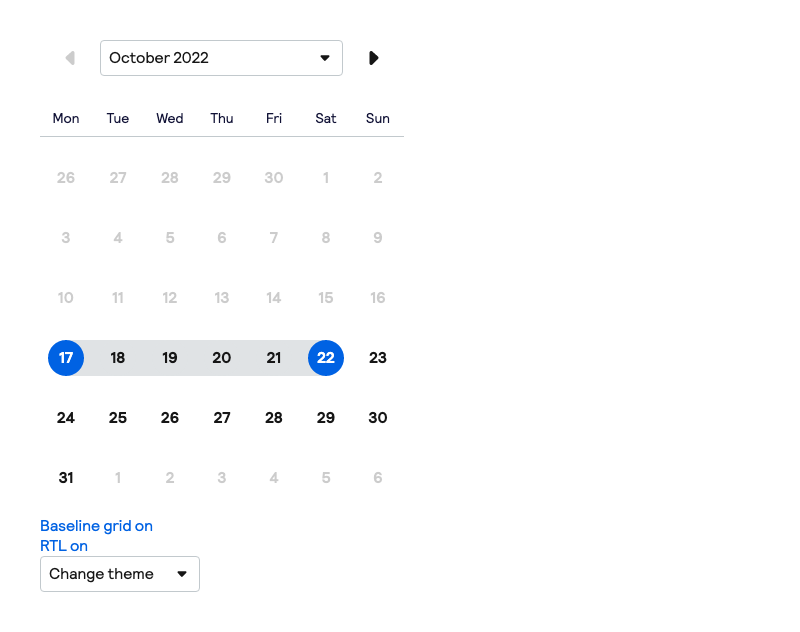 October 2022
Mon Tue Wed Thu Fri Sat Sun
26 27 28 29 30 1 2
3 4 5 6 7 8 9
10 11 12 13 14 15 16
17 18 19 20 21 22 23
24 25 26 27 28 29 30
31 1 2 3 4 5 6
Baseline grid on
RTL on
Change theme